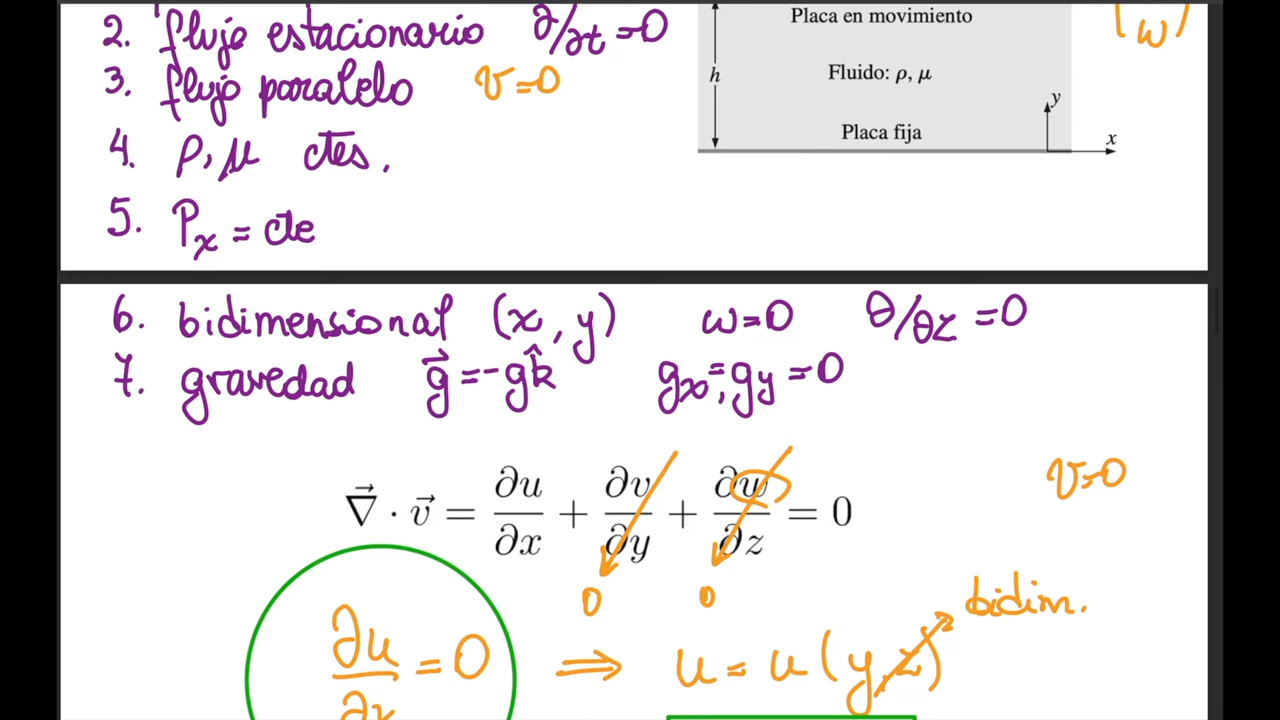 2. flujo estacionario ∂/∂t = 0
3. flujo paralelo v = 0
4. ρ, μ ctes.
5. Pₓ = cte
Placa en movimiento
h
Fluido: ρ, μ
Placa fija
y
x
(w)
6. bidimensional (x, y) w = 0 ∂/∂z = 0
7. gravedad g⃗ = -gk̂ gₓ = , g_y = 0
∇⃗ · v⃗ = ∂u/∂x + ∂v/∂y + ∂w/∂z = 0
v = 0
0 0
bidim.
∂u/∂x = 0 ⟹ u = u (y, z)